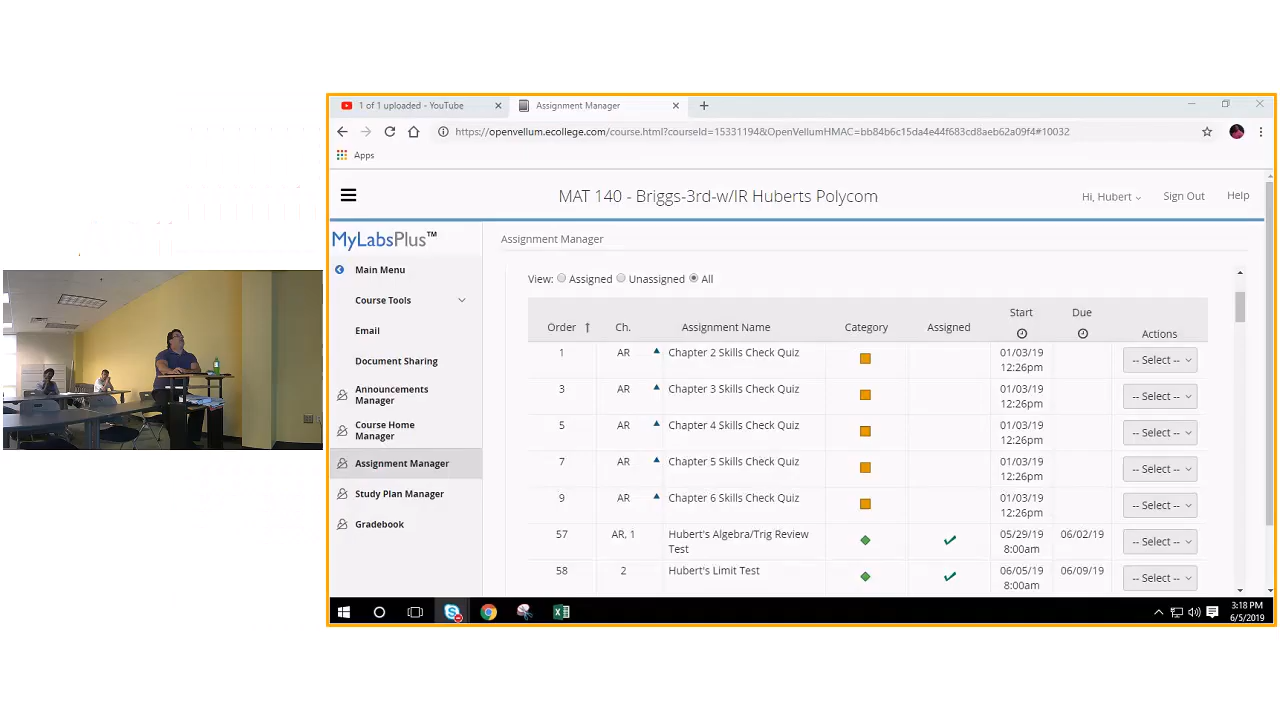 1 of 1 uploaded - YouTube
Assignment Manager
https://openvellum.ecollege.com/course.html?courseId=15331194&OpenVellumHMAC=bb84b6c15da4e44f683cd8aeb62a09f4#10032
Apps
MAT 140 - Briggs-3rd-w/IR Huberts Polycom
Hi, Hubert
Sign Out
Help
MyLabsPlus™
Main Menu
Course Tools
Email
Document Sharing
Announcements
Manager
Course Home
Manager
Assignment Manager
Study Plan Manager
Gradebook
Assignment Manager
View: Assigned Unassigned All
Order Ch. Assignment Name Category Assigned Start Due Actions
1 AR Chapter 2 Skills Check Quiz 01/03/19 -- Select --
12:26pm
3 AR Chapter 3 Skills Check Quiz 01/03/19 -- Select --
12:26pm
5 AR Chapter 4 Skills Check Quiz 01/03/19 -- Select --
12:26pm
7 AR Chapter 5 Skills Check Quiz 01/03/19 -- Select --
12:26pm
9 AR Chapter 6 Skills Check Quiz 01/03/19 -- Select --
12:26pm
57 AR, 1 Hubert's Algebra/Trig Review 05/29/19 06/02/19 -- Select --
Test 8:00am
58 2 Hubert's Limit Test 06/05/19 06/09/19 -- Select --
8:00am
3:18 PM
6/5/2019